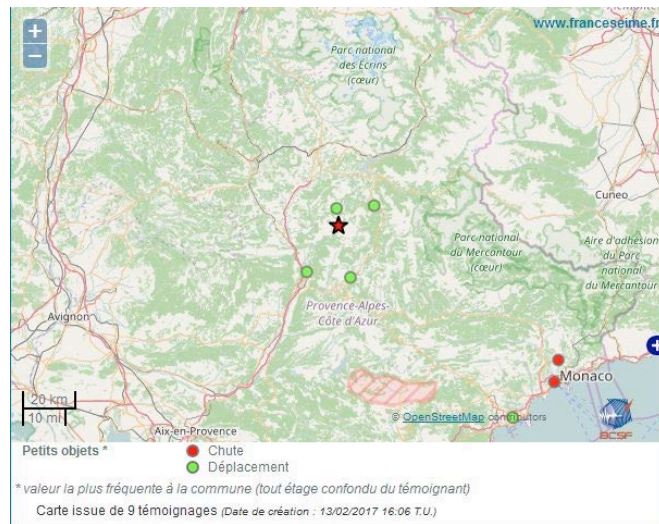 +
www.franceseime.fr
−
Parc national
des Écrins
(cœur)
Cuneo
Parc national
du Mercantour
(cœur)
Aire d'adhésion
du Parc
national
du Mercantour
Provence-Alpes-
Côte d'Azur
Avignon
+
Monaco
20 km
10 mi
© OpenStreetMap contributors
Aix-en-Provence
BCSF
Petits objets *
Chute
Déplacement
* valeur la plus fréquente à la commune (tout étage confondu du témoignant)
Carte issue de 9 témoignages (Date de création : 13/02/2017 16:06 T.U.)